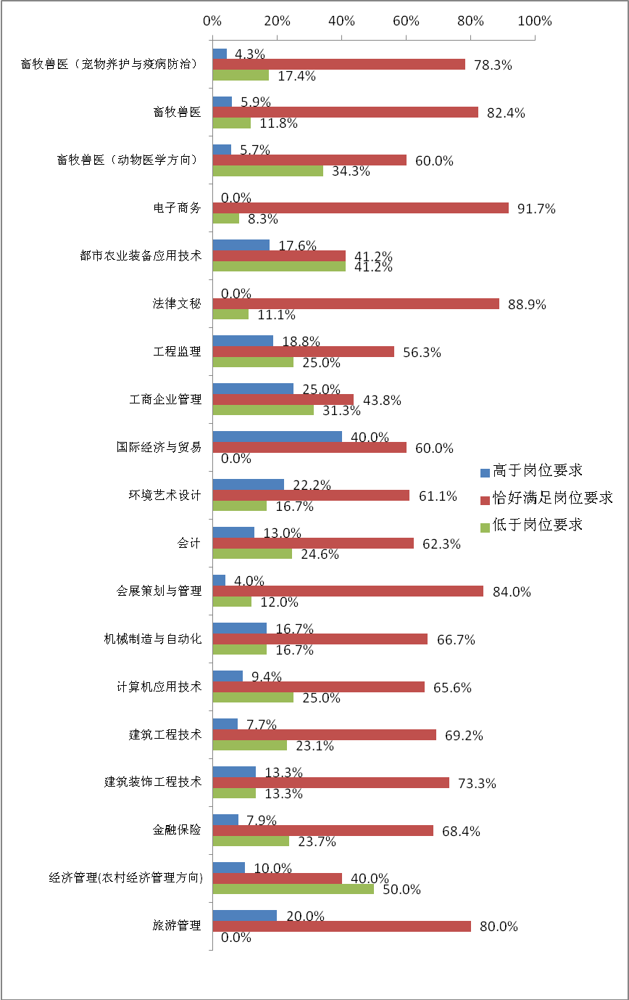 0% 20% 40% 60% 80% 100%
畜牧兽医（宠物养护与疫病防治）
4.3%
78.3%
17.4%
畜牧兽医
5.9%
82.4%
11.8%
畜牧兽医（动物医学方向）
5.7%
60.0%
34.3%
电子商务
0.0%
91.7%
8.3%
都市农业装备应用技术
17.6%
41.2%
41.2%
法律文秘
0.0%
88.9%
11.1%
工程监理
18.8%
56.3%
25.0%
工商企业管理
25.0%
43.8%
31.3%
国际经济与贸易
40.0%
60.0%
0.0%
环境艺术设计
22.2%
61.1%
16.7%
会计
13.0%
62.3%
24.6%
会展策划与管理
4.0%
84.0%
12.0%
机械制造与自动化
16.7%
66.7%
16.7%
计算机应用技术
9.4%
65.6%
25.0%
建筑工程技术
7.7%
69.2%
23.1%
建筑装饰工程技术
13.3%
73.3%
13.3%
金融保险
7.9%
68.4%
23.7%
经济管理(农村经济管理方向)
10.0%
40.0%
50.0%
旅游管理
20.0%
80.0%
0.0%
高于岗位要求
恰好满足岗位要求
低于岗位要求